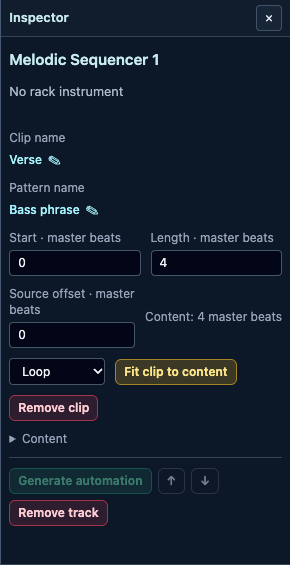 Inspector ×
Melodic Sequencer 1
No rack instrument
Clip name
Verse ✎
Pattern name
Bass phrase ✎
Start · master beats Length · master beats
0 4
Source offset · master
beats
Content: 4 master beats
0
Loop Fit clip to content
Remove clip
▸ Content
Generate automation ↑ ↓
Remove track